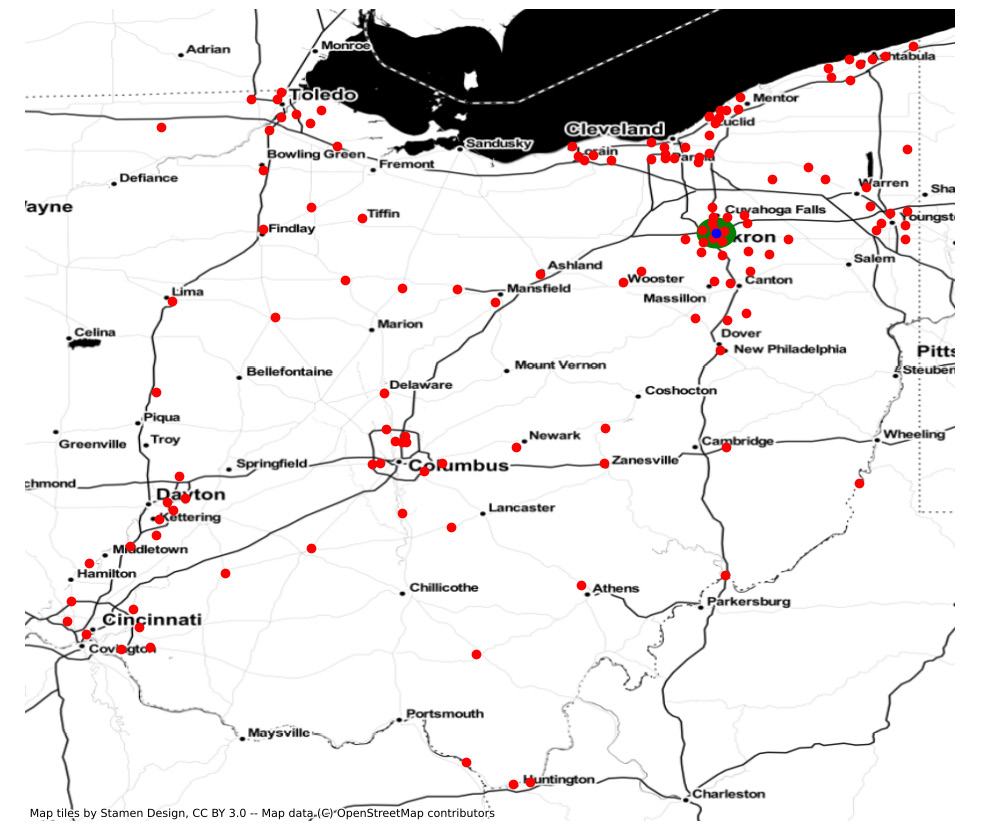 Adrian
Monroe
Ashtabula
Toledo
Mentor
Euclid
Cleveland
Sandusky
Lorain
Parma
Bowling Green
Fremont
Defiance
Warren
Sha
ayne
Tiffin
Cuyahoga Falls
Youngst
Findlay
kron
Salem
Ashland
Wooster
Canton
Lima
Mansfield
Massillon
Marion
Celina
Dover
New Philadelphia
Pitts
Mount Vernon
Bellefontaine
Steuben
Delaware
Coshocton
Piqua
Greenville
Troy
Newark
Cambridge
Wheeling
Springfield
Columbus
Zanesville
chmond
Dayton
Kettering
Lancaster
Middletown
Hamilton
Chillicothe
Athens
Parkersburg
Cincinnati
Covington
Portsmouth
Maysville
Huntington
Charleston
Map tiles by Stamen Design, CC BY 3.0 -- Map data (C) OpenStreetMap contributors